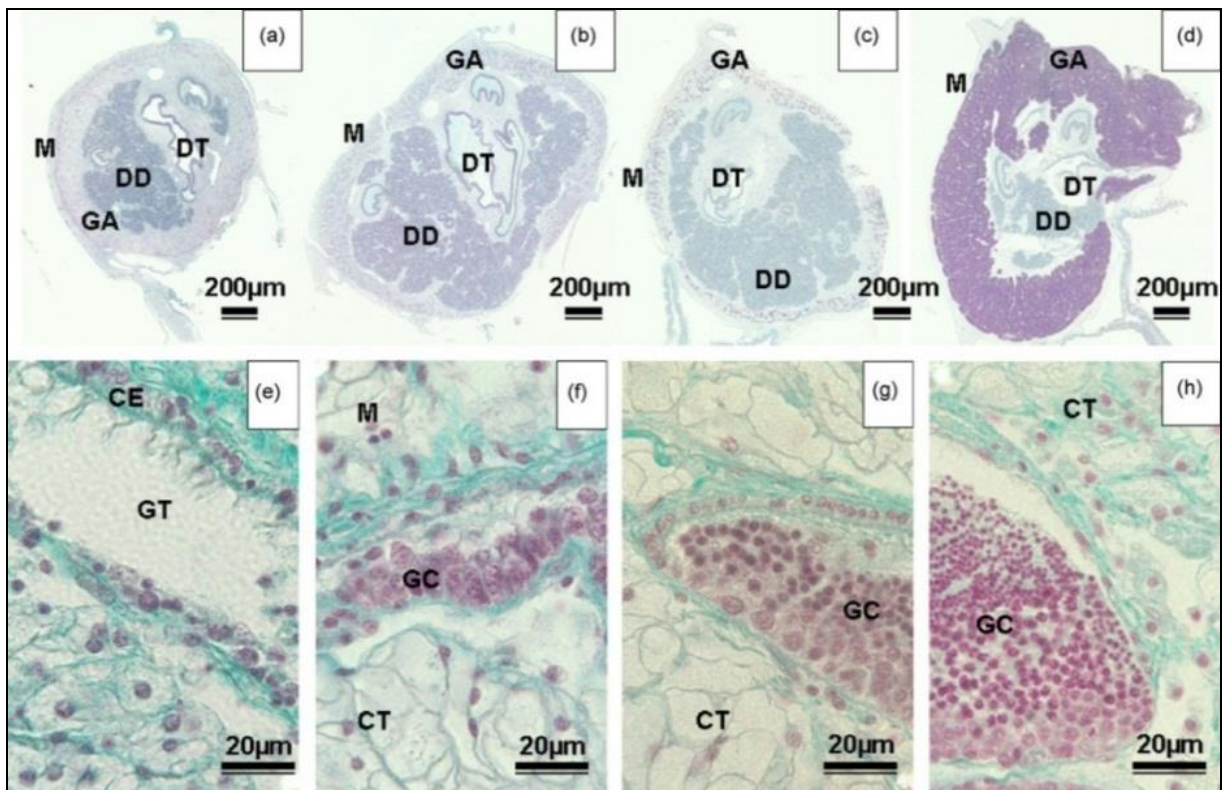 (a)
GA
M
DT
DD
200µm
(b)
GA
M
DT
DD
200µm
(c)
GA
M
DT
DD
200µm
(d)
GA
M
DT
DD
200µm
(e)
CE
GT
20µm
(f)
M
GC
CT
20µm
(g)
GC
CT
20µm
(h)
CT
GC
20µm